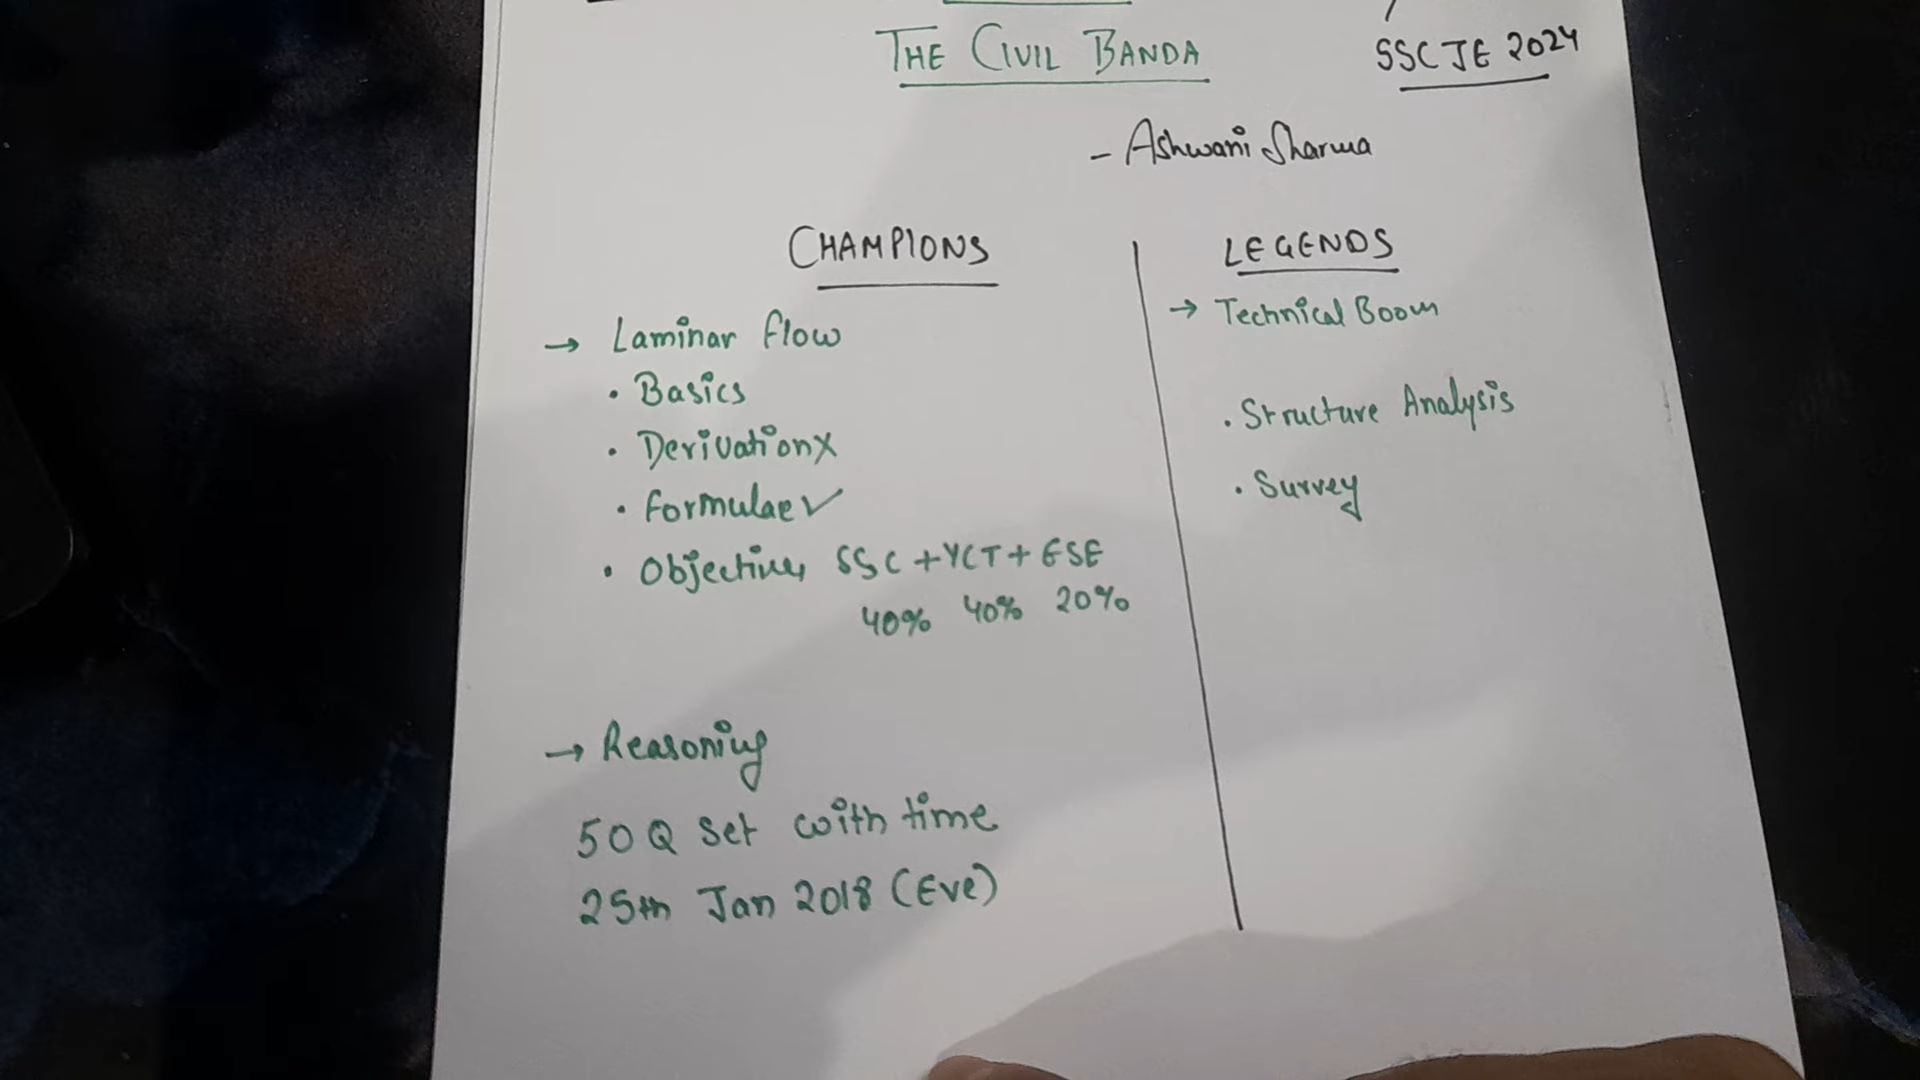 THE CIVIL BANDA
SSC JE 2024
- Ashwani Sharma
CHAMPIONS
→ Laminar flow
• Basics
• Derivation ×
• formulae ✓
• Objectives SSC + YCT + ESE
40% 40% 20%
→ Reasoning
50 Q Set with time
25th Jan 2018 (Eve)
LEGENDS
→ Technical Boom
• Structure Analysis
• Survey